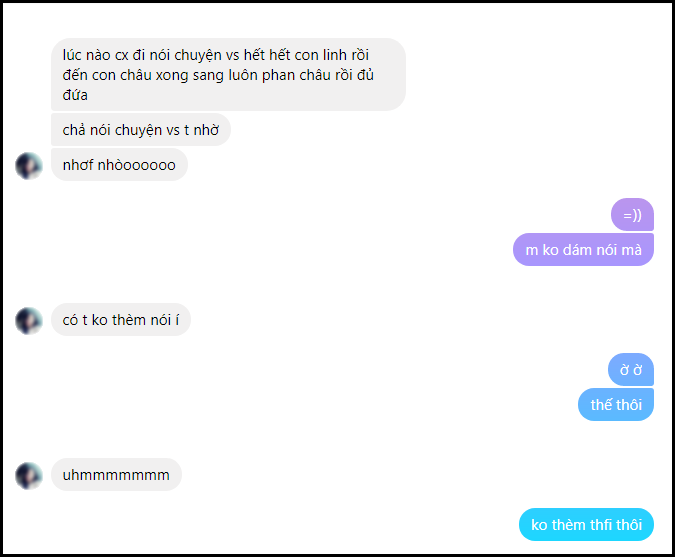 lúc nào cx đi nói chuyện vs hết hết con linh rồi
đến con châu xong sang luôn phan châu rồi đủ
đứa
chả nói chuyện vs t nhờ
nhơf nhòoooooo
=))
m ko dám nói mà
có t ko thèm nói í
ờ ờ
thế thôi
uhmmmmmmm
ko thèm thfi thôi